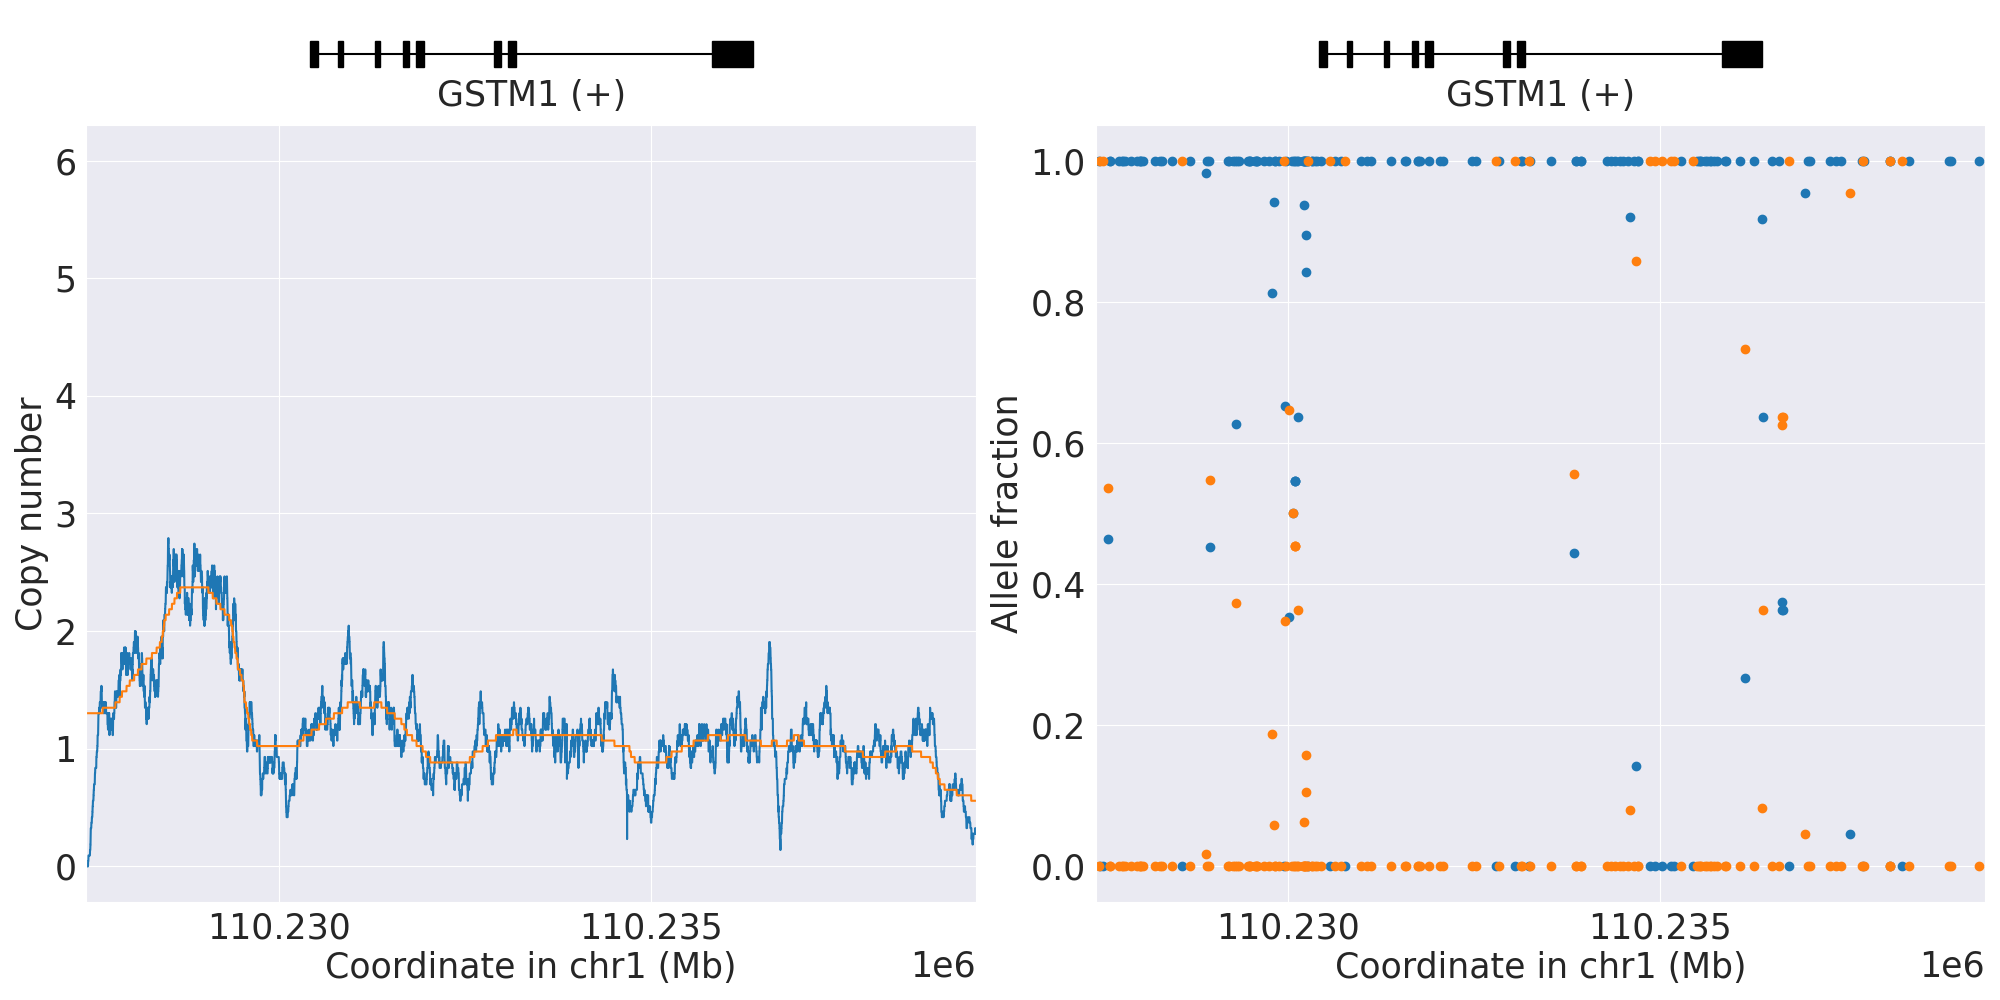 GSTM1 (+)
Copy number
6
5
4
3
2
1
0
110.230
110.235
Coordinate in chr1 (Mb)
1e6
GSTM1 (+)
Allele fraction
1.0
0.8
0.6
0.4
0.2
0.0
110.230
110.235
Coordinate in chr1 (Mb)
1e6